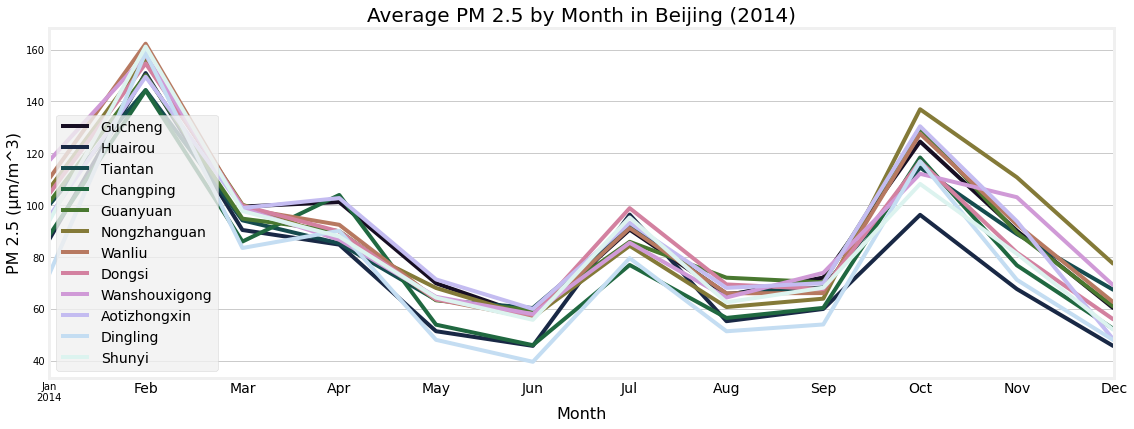 Average PM 2.5 by Month in Beijing (2014)
PM 2.5 (μm/m^3)
160
140
120
100
80
60
40
Gucheng
Huairou
Tiantan
Changping
Guanyuan
Nongzhanguan
Wanliu
Dongsi
Wanshouxigong
Aotizhongxin
Dingling
Shunyi
Jan Feb Mar Apr May Jun Jul Aug Sep Oct Nov Dec
2014
Month